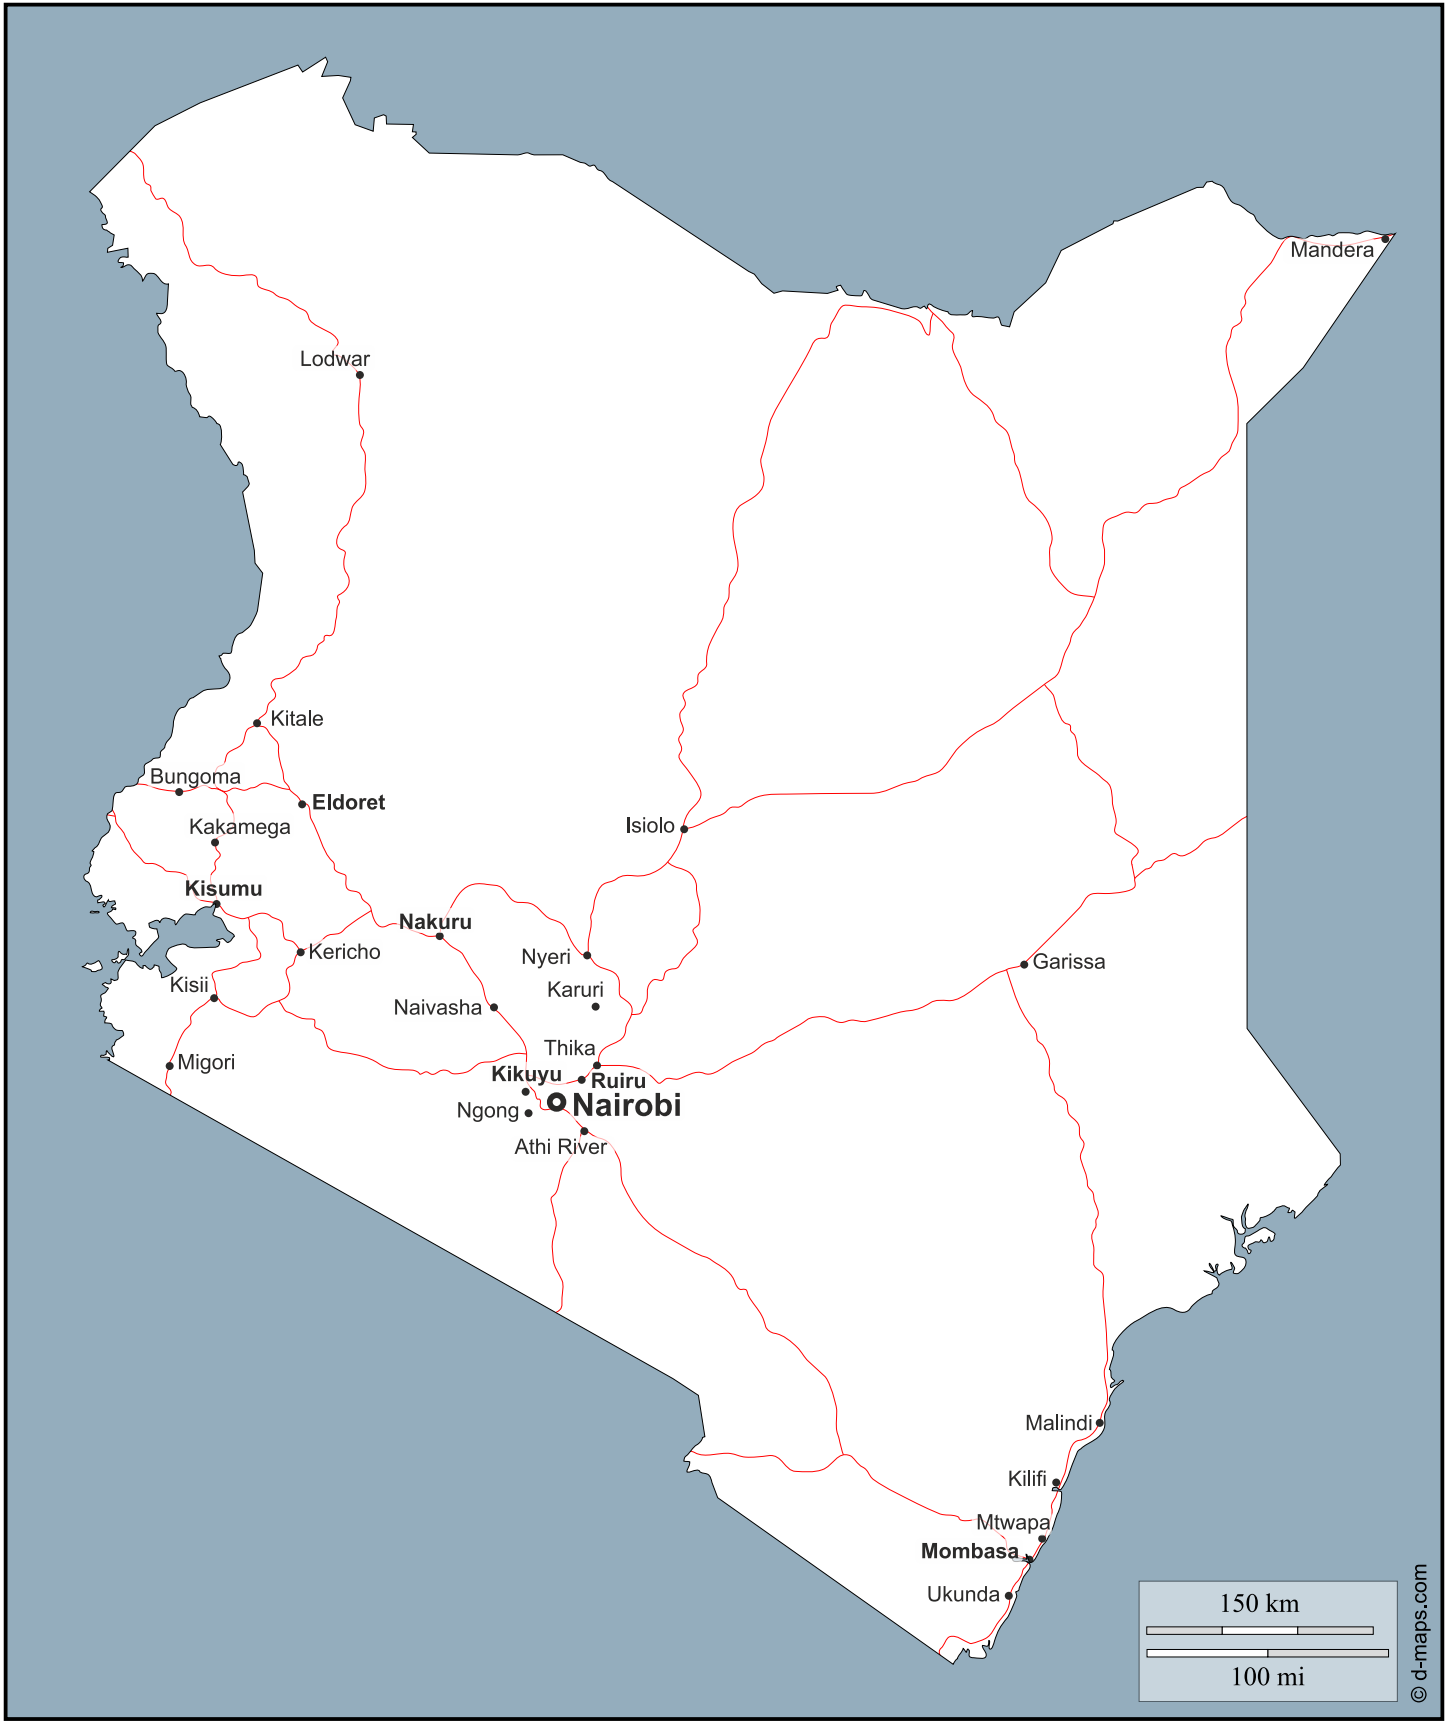 Mandera
Lodwar
Kitale
Bungoma
Eldoret
Kakamega
Isiolo
Kisumu
Nakuru
Kericho
Nyeri
Garissa
Kisii
Karuri
Naivasha
Thika
Migori
Kikuyu
Ruiru
Ngong
Nairobi
Athi River
Malindi
Kilifi
Mtwapa
Mombasa
Ukunda
150 km
100 mi
© d-maps.com